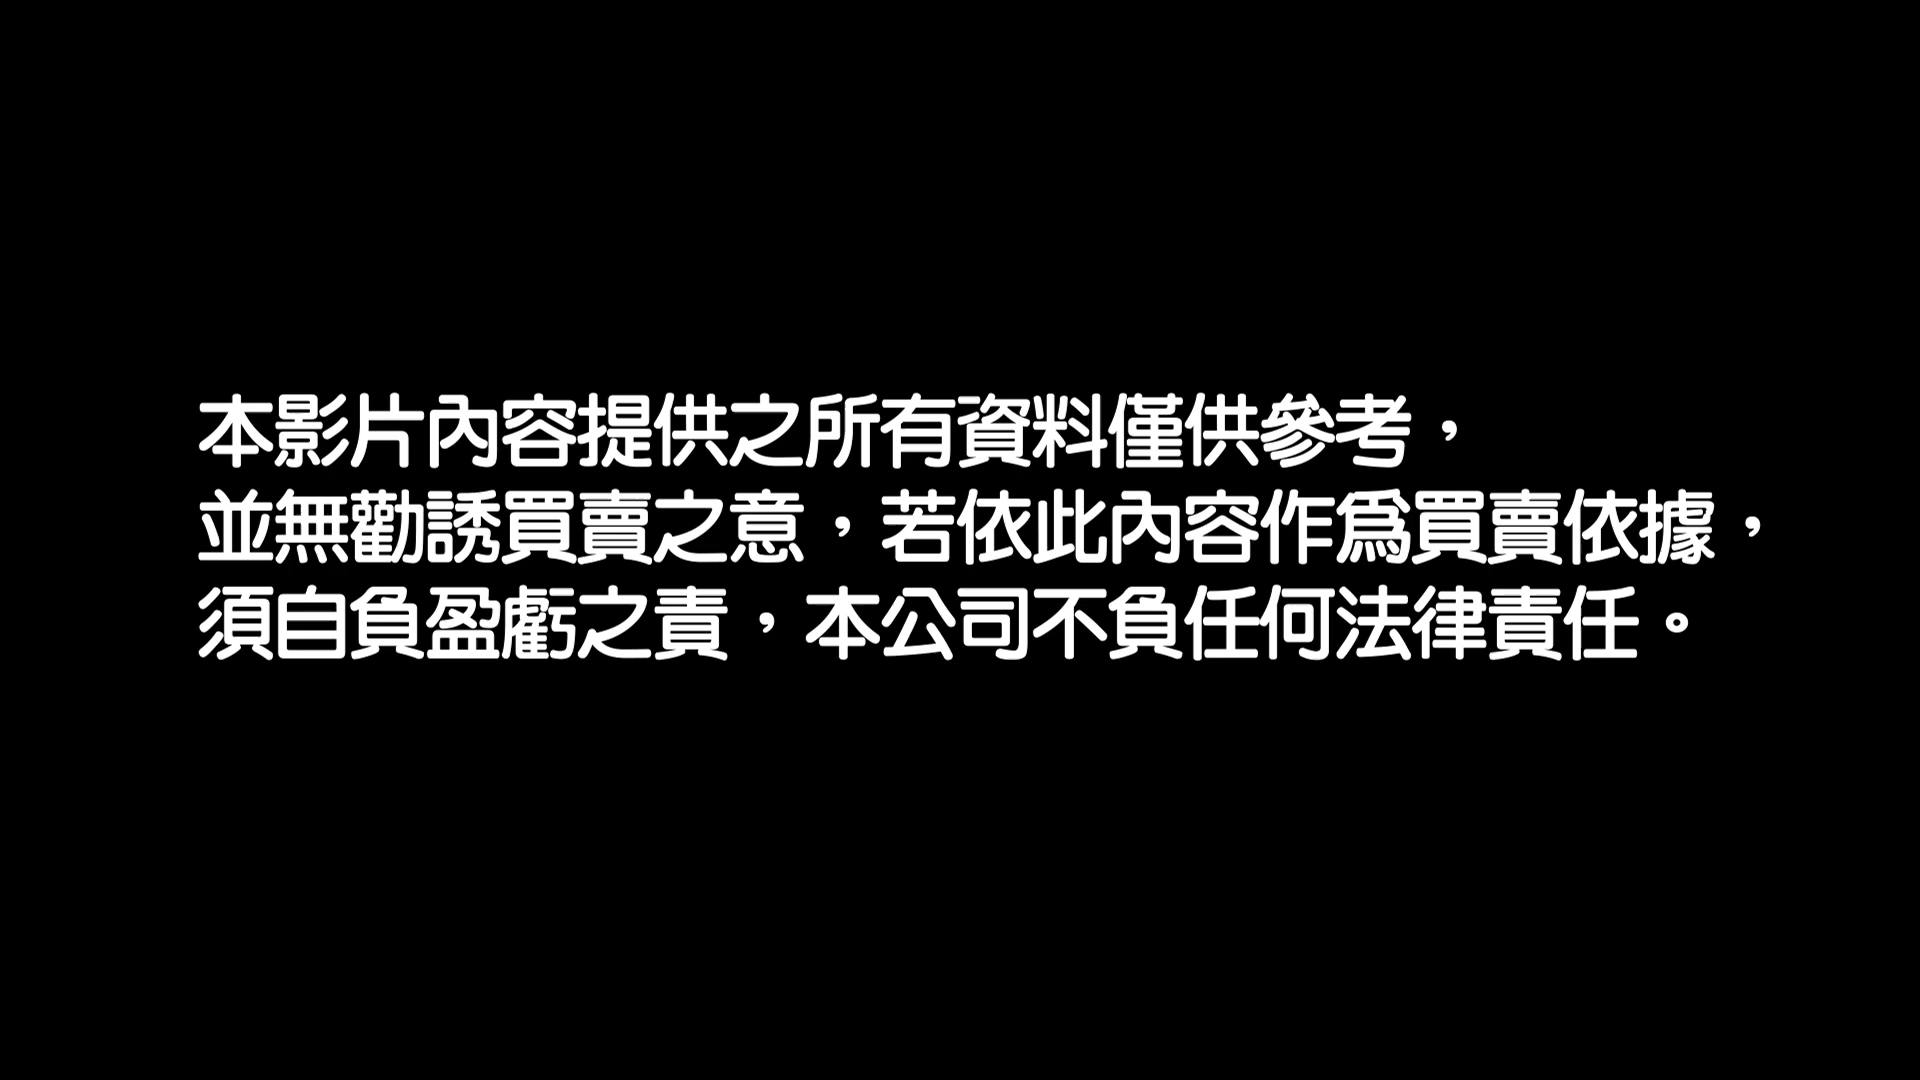 本影片內容提供之所有資料僅供參考，
並無勸誘買賣之意，若依此內容作為買賣依據，
須自負盈虧之責，本公司不負任何法律責任。